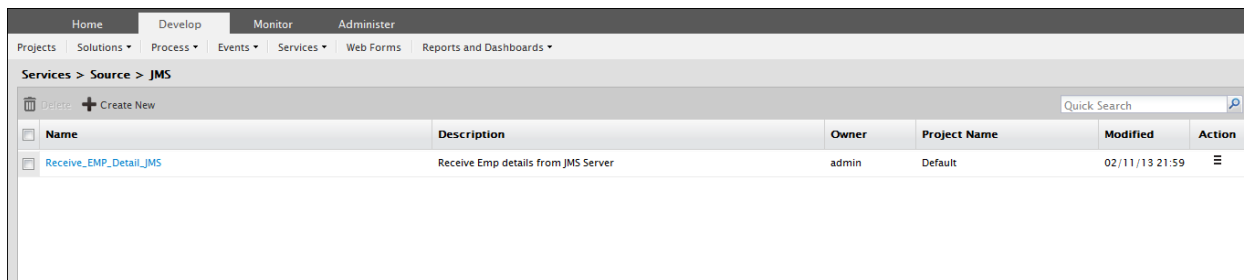 Home Develop Monitor Administer
Projects Solutions Process Events Services Web Forms Reports and Dashboards
Services > Source > JMS
Delete Create New Quick Search
Name Description Owner Project Name Modified Action
Receive_EMP_Detail_JMS Receive Emp details from JMS Server admin Default 02/11/13 21:59